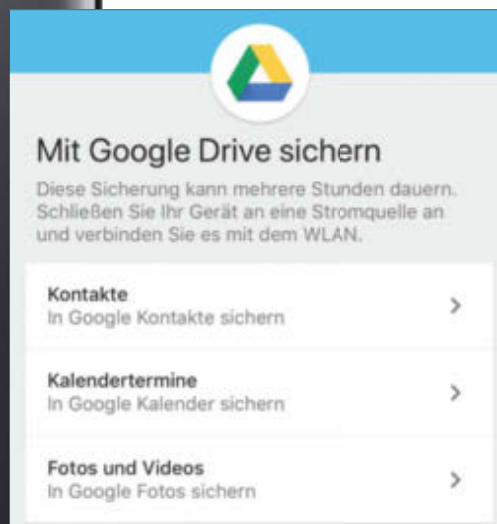 Mit Google Drive sichern
Diese Sicherung kann mehrere Stunden dauern.
Schließen Sie Ihr Gerät an eine Stromquelle an
und verbinden Sie es mit dem WLAN.
Kontakte
In Google Kontakte sichern
Kalendertermine
In Google Kalender sichern
Fotos und Videos
In Google Fotos sichern